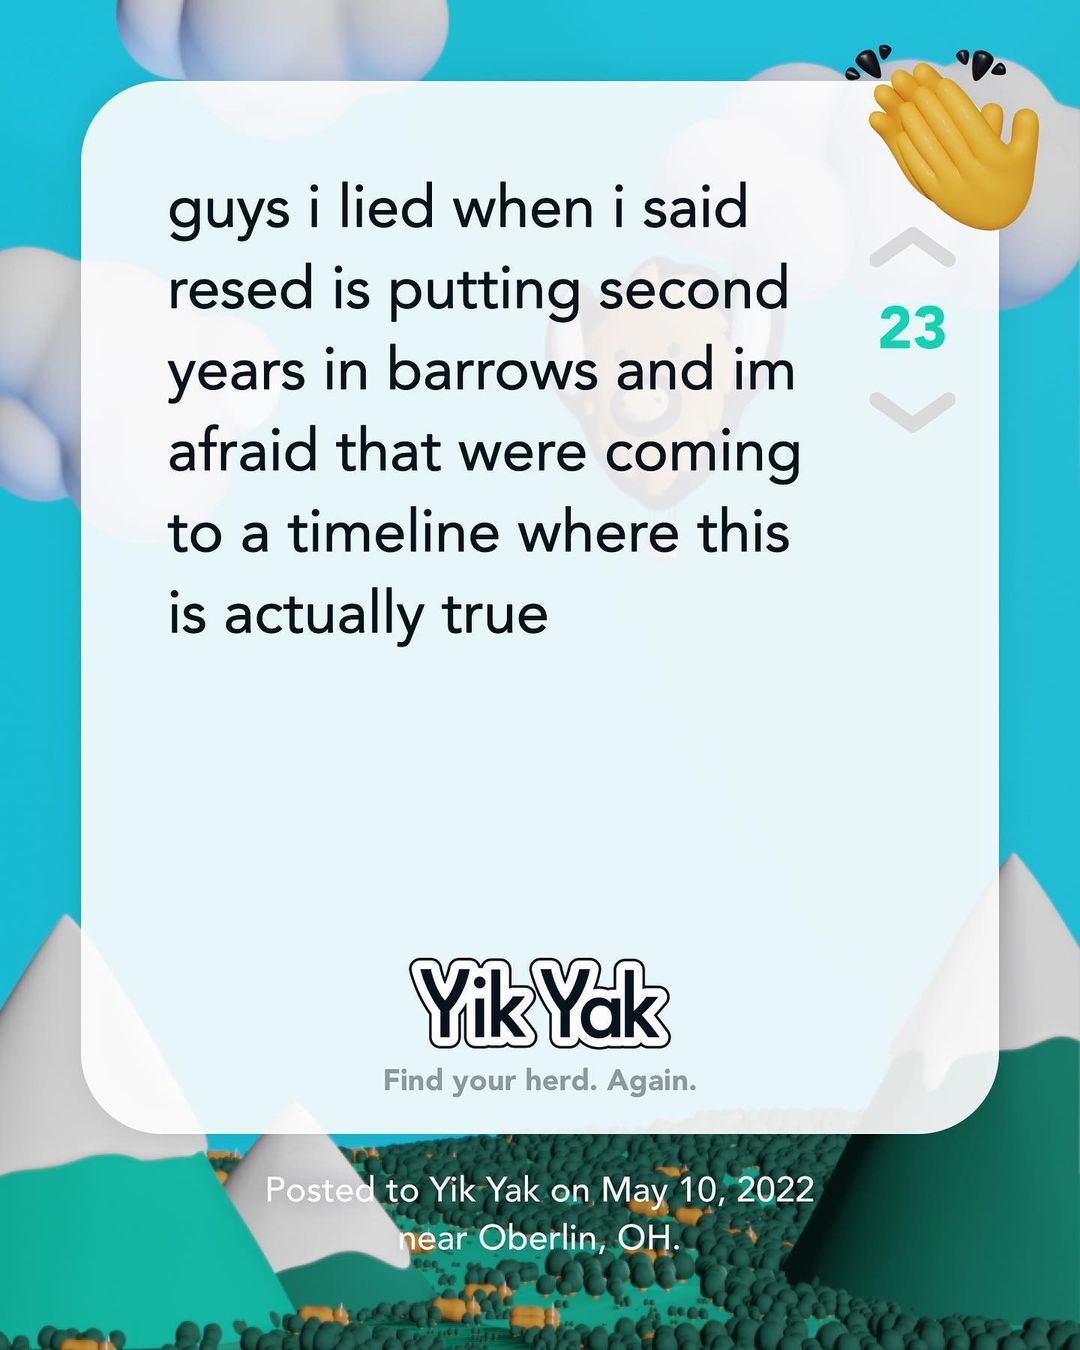 guys i lied when i said
resed is putting second
years in barrows and im
afraid that were coming
to a timeline where this
is actually true
23
Yik Yak
Find your herd. Again.
Posted to Yik Yak on May 10, 2022
near Oberlin, OH.